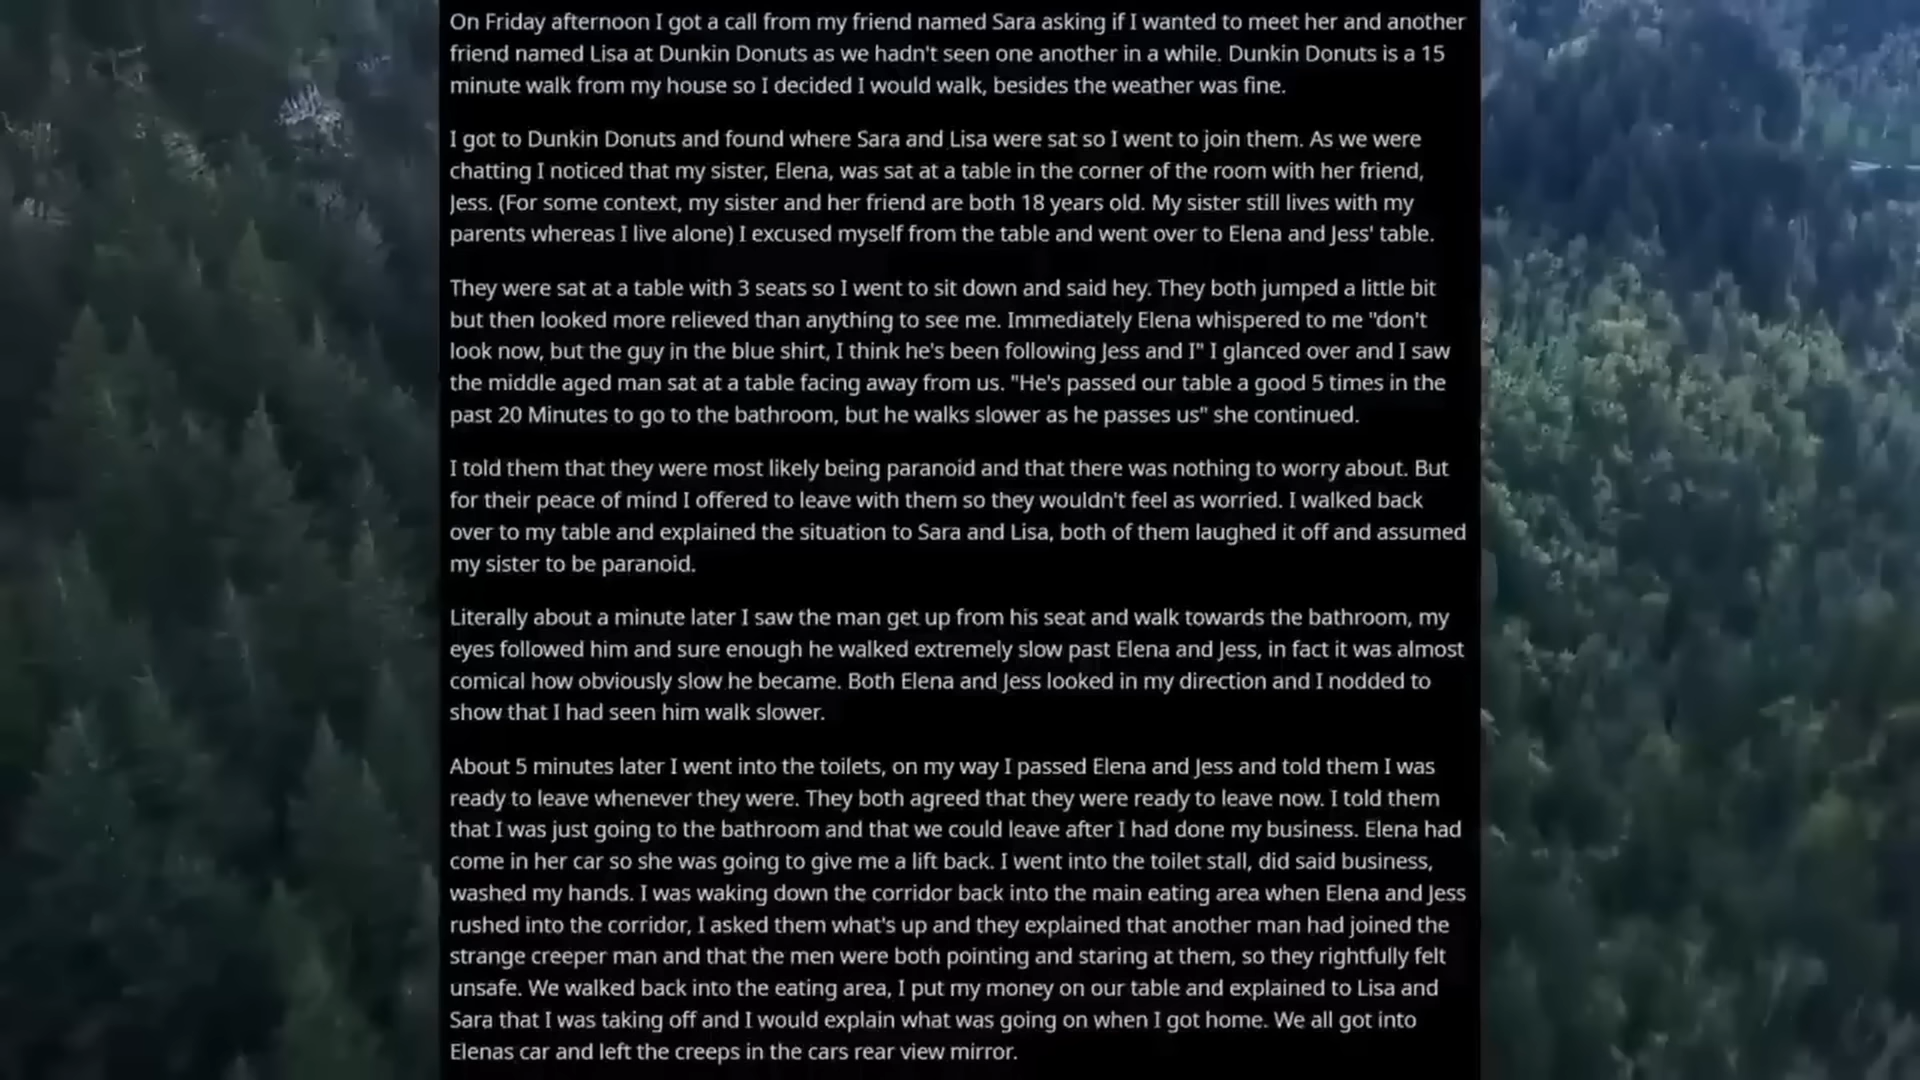 On Friday afternoon I got a call from my friend named Sara asking if I wanted to meet her and another
friend named Lisa at Dunkin Donuts as we hadn't seen one another in a while. Dunkin Donuts is a 15
minute walk from my house so I decided I would walk, besides the weather was fine.
I got to Dunkin Donuts and found where Sara and Lisa were sat so I went to join them. As we were
chatting I noticed that my sister, Elena, was sat at a table in the corner of the room with her friend,
Jess. (For some context, my sister and her friend are both 18 years old. My sister still lives with my
parents whereas I live alone) I excused myself from the table and went over to Elena and Jess' table.
They were sat at a table with 3 seats so I went to sit down and said hey. They both jumped a little bit
but then looked more relieved than anything to see me. Immediately Elena whispered to me "don't
look now, but the guy in the blue shirt, I think he's been following Jess and I" I glanced over and I saw
the middle aged man sat at a table facing away from us. "He's passed our table a good 5 times in the
past 20 Minutes to go to the bathroom, but he walks slower as he passes us" she continued.
I told them that they were most likely being paranoid and that there was nothing to worry about. But
for their peace of mind I offered to leave with them so they wouldn't feel as worried. I walked back
over to my table and explained the situation to Sara and Lisa, both of them laughed it off and assumed
my sister to be paranoid.
Literally about a minute later I saw the man get up from his seat and walk towards the bathroom, my
eyes followed him and sure enough he walked extremely slow past Elena and Jess, in fact it was almost
comical how obviously slow he became. Both Elena and Jess looked in my direction and I nodded to
show that I had seen him walk slower.
About 5 minutes later I went into the toilets, on my way I passed Elena and Jess and told them I was
ready to leave whenever they were. They both agreed that they were ready to leave now. I told them
that I was just going to the bathroom and that we could leave after I had done my business. Elena had
come in her car so she was going to give me a lift back. I went into the toilet stall, did said business,
washed my hands. I was waking down the corridor back into the main eating area when Elena and Jess
rushed into the corridor, I asked them what's up and they explained that another man had joined the
strange creeper man and that the men were both pointing and staring at them, so they rightfully felt
unsafe. We walked back into the eating area, I put my money on our table and explained to Lisa and
Sara that I was taking off and I would explain what was going on when I got home. We all got into
Elenas car and left the creeps in the cars rear view mirror.